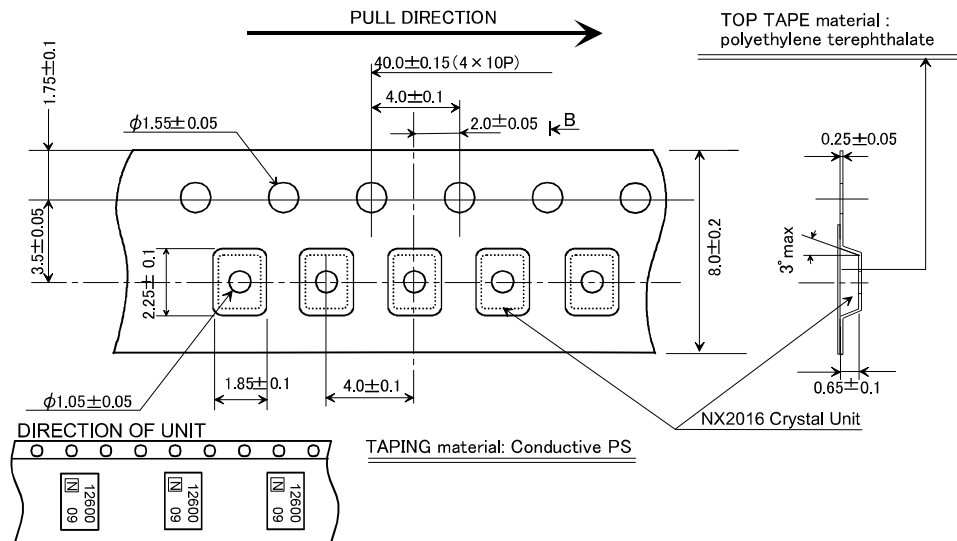 PULL DIRECTION
TOP TAPE material :
polyethylene terephthalate
1.75±0.1
40.0±0.15(4×10P)
4.0±0.1
φ1.55±0.05
2.0±0.05
B
0.25±0.05
3.5±0.05
2.25± 0.1
8.0±0.2
3°max
1.85±0.1
4.0±0.1
0.65±0.1
φ1.05±0.05
NX2016 Crystal Unit
DIRECTION OF UNIT
TAPING material: Conductive PS
12600
N 09
12600
N 09
12600
N 09